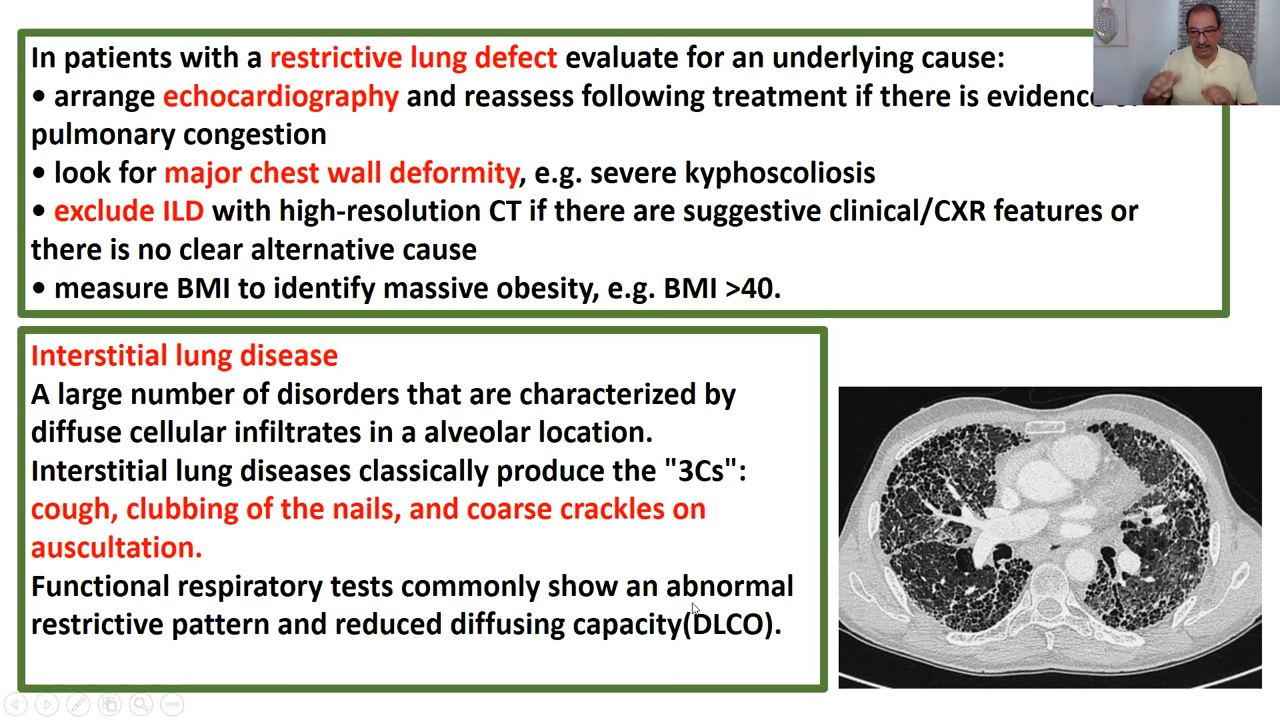 In patients with a restrictive lung defect evaluate for an underlying cause:
• arrange echocardiography and reassess following treatment if there is evidence
pulmonary congestion
• look for major chest wall deformity, e.g. severe kyphoscoliosis
• exclude ILD with high-resolution CT if there are suggestive clinical/CXR features or
there is no clear alternative cause
• measure BMI to identify massive obesity, e.g. BMI >40.
Interstitial lung disease
A large number of disorders that are characterized by
diffuse cellular infiltrates in a alveolar location.
Interstitial lung diseases classically produce the "3Cs":
cough, clubbing of the nails, and coarse crackles on
auscultation.
Functional respiratory tests commonly show an abnormal
restrictive pattern and reduced diffusing capacity(DLCO).